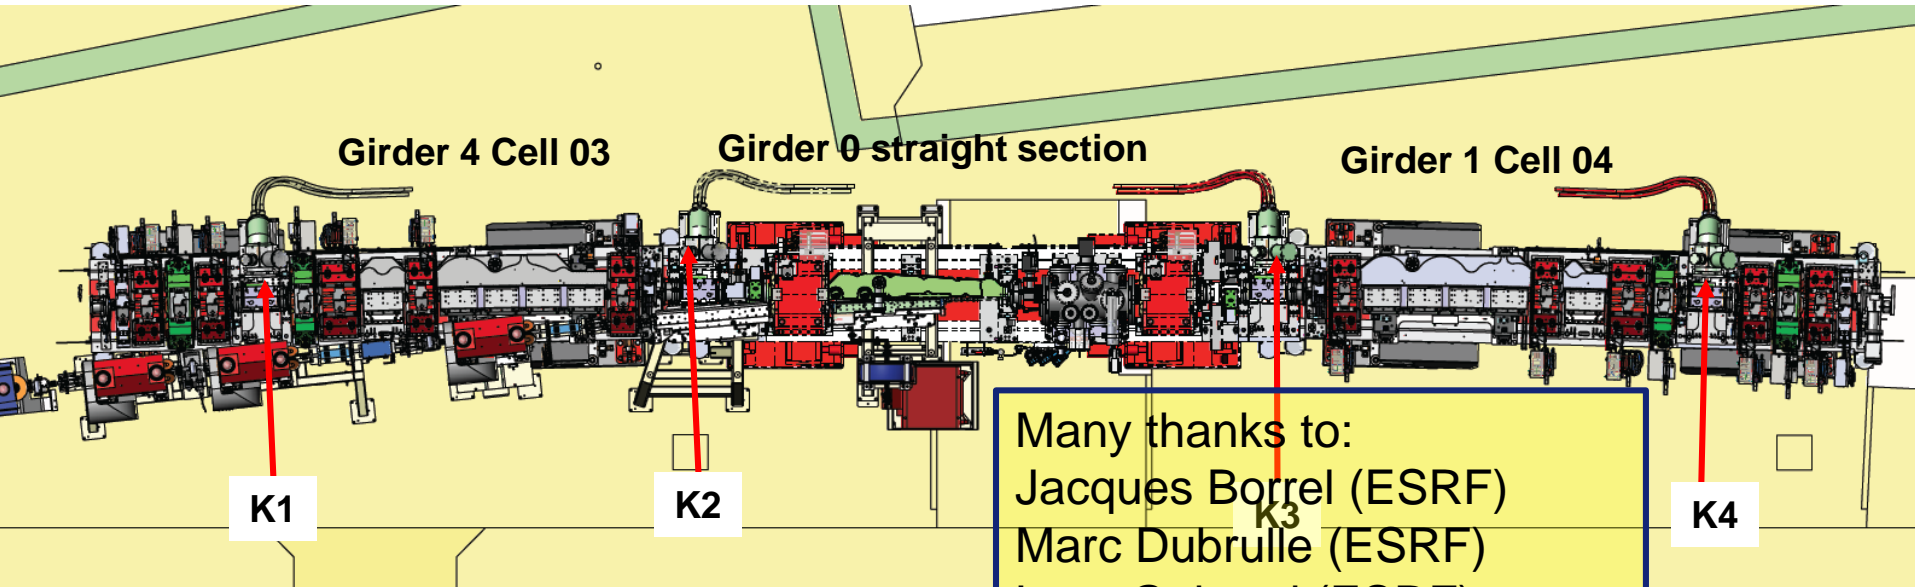 Girder 4 Cell 03
Girder 0 straight section
Girder 1 Cell 04
K1
K2
K3
K4
Many thanks to:
Jacques Borrel (ESRF)
Marc Dubrulle (ESRF)
(ESRF)